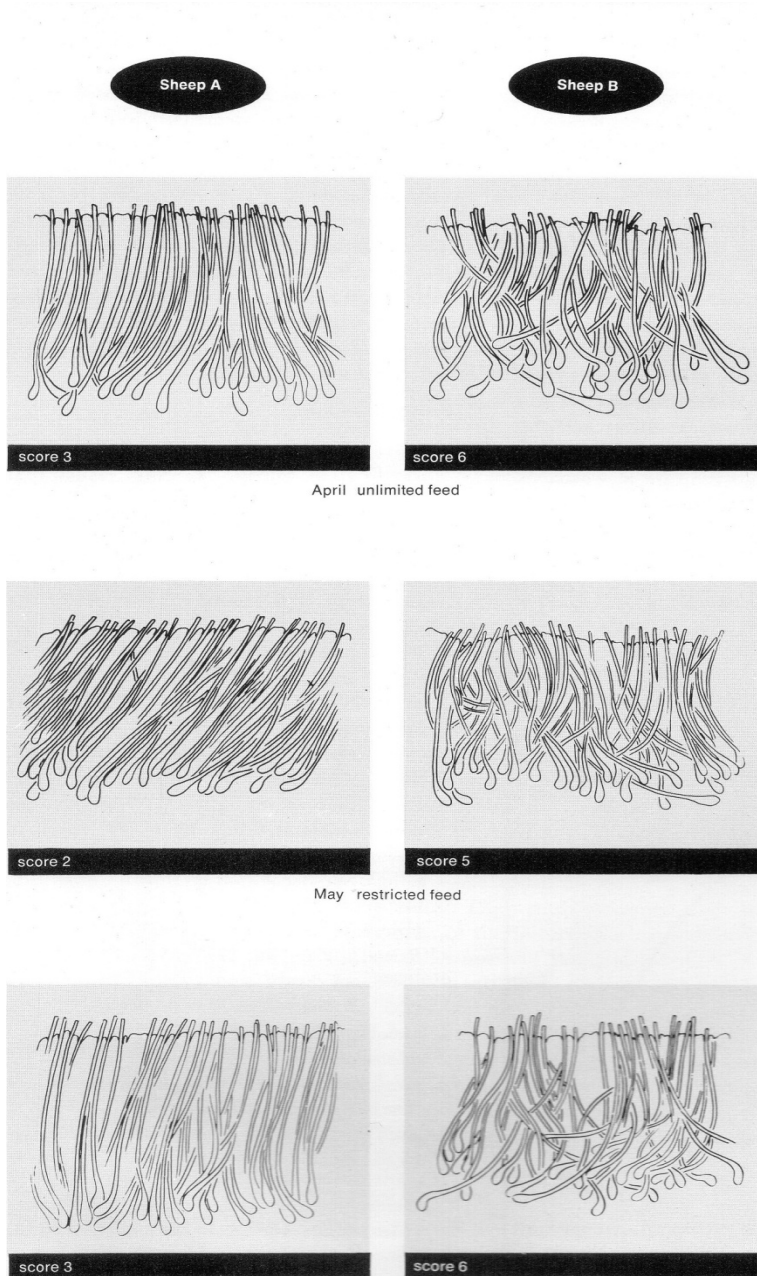 Sheep A
Sheep B
score 3
score 6
April unlimited feed
score 2
score 5
May restricted feed
score 3
score 6